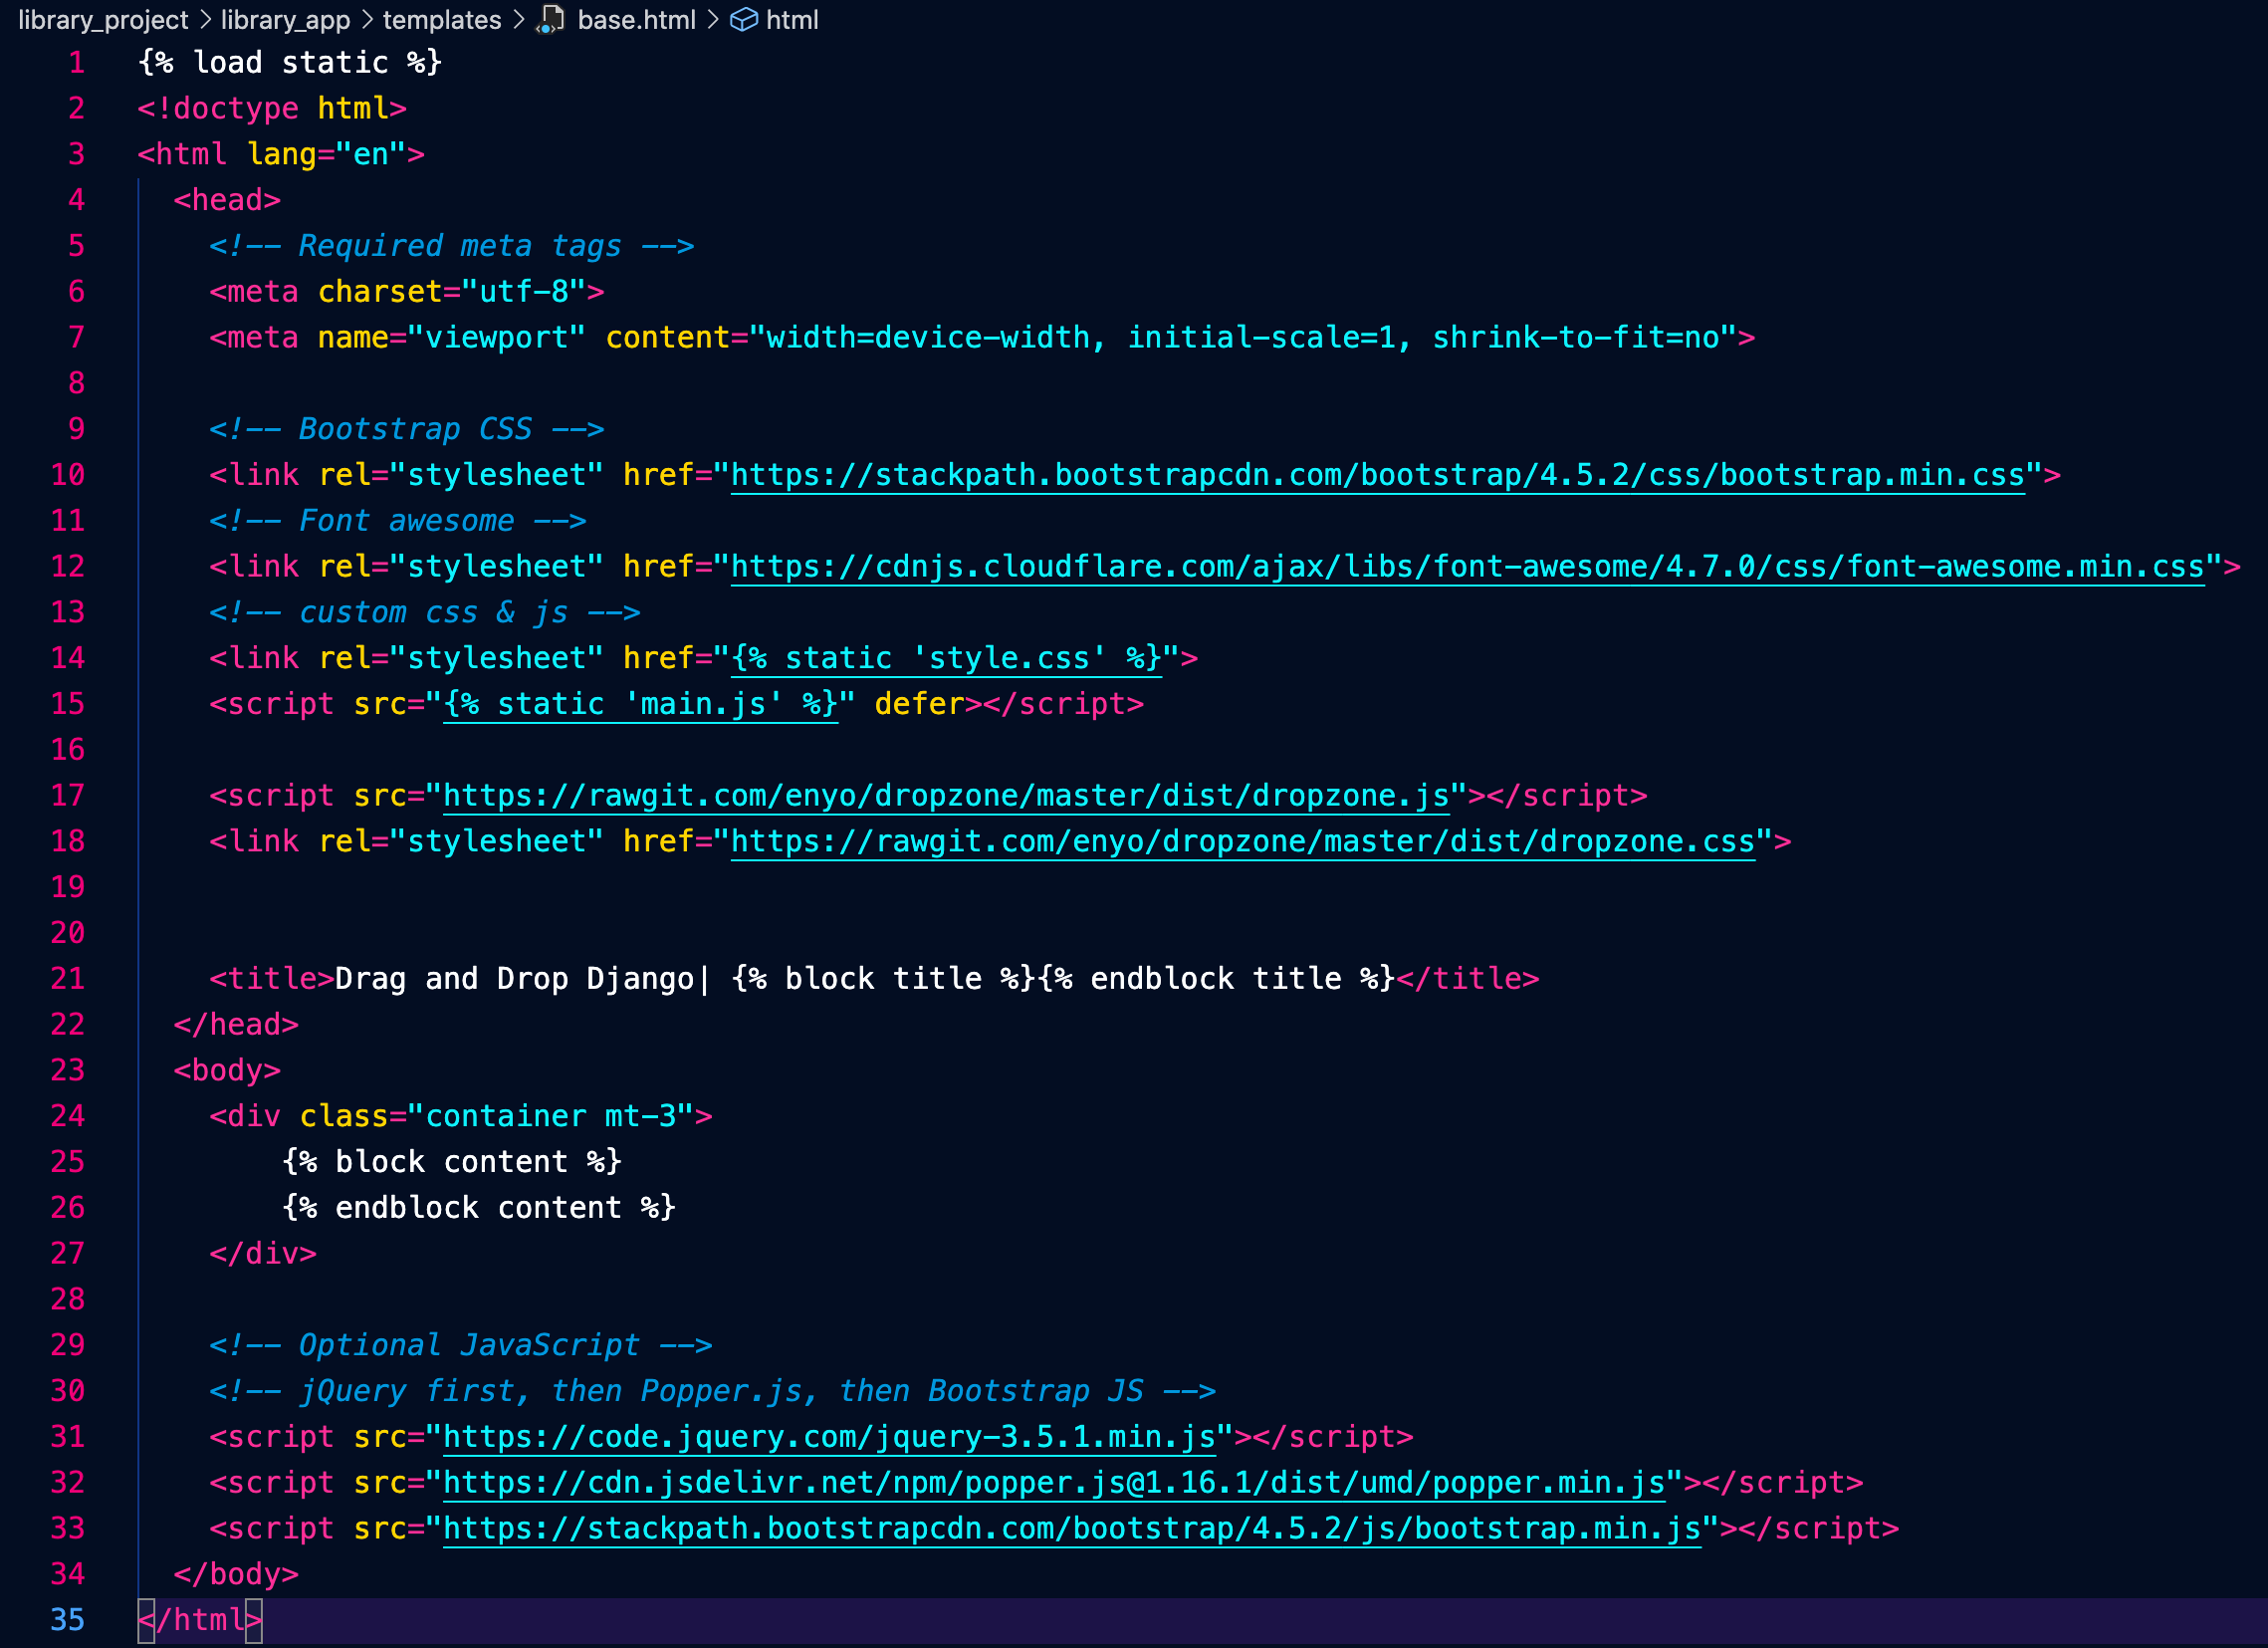 library_project > library_app > templates > base.html > html
1 {% load static %}
2 <!doctype html>
3 <html lang="en">
4 <head>
5 <!-- Required meta tags -->
6 <meta charset="utf-8">
7 <meta name="viewport" content="width=device-width, initial-scale=1, shrink-to-fit=no">
8
9 <!-- Bootstrap CSS -->
10 <link rel="stylesheet" href="https://stackpath.bootstrapcdn.com/bootstrap/4.5.2/css/bootstrap.min.css">
11 <!-- Font awesome -->
12 <link rel="stylesheet" href="https://cdnjs.cloudflare.com/ajax/libs/font-awesome/4.7.0/css/font-awesome.min.css">
13 <!-- custom css & js -->
14 <link rel="stylesheet" href="{% static 'style.css' %}">
15 <script src="{% static 'main.js' %}" defer></script>
16
17 <script src="https://rawgit.com/enyo/dropzone/master/dist/dropzone.js"></script>
18 <link rel="stylesheet" href="https://rawgit.com/enyo/dropzone/master/dist/dropzone.css">
19
20
21 <title>Drag and Drop Django| {% block title %}{% endblock title %}</title>
22 </head>
23 <body>
24 <div class="container mt-3">
25 {% block content %}
26 {% endblock content %}
27 </div>
28
29 <!-- Optional JavaScript -->
30 <!-- jQuery first, then Popper.js, then Bootstrap JS -->
31 <script src="https://code.jquery.com/jquery-3.5.1.min.js"></script>
32 <script src="https://cdn.jsdelivr.net/npm/popper.js@1.16.1/dist/umd/popper.min.js"></script>
33 <script src="https://stackpath.bootstrapcdn.com/bootstrap/4.5.2/js/bootstrap.min.js"></script>
34 </body>
35 </html>